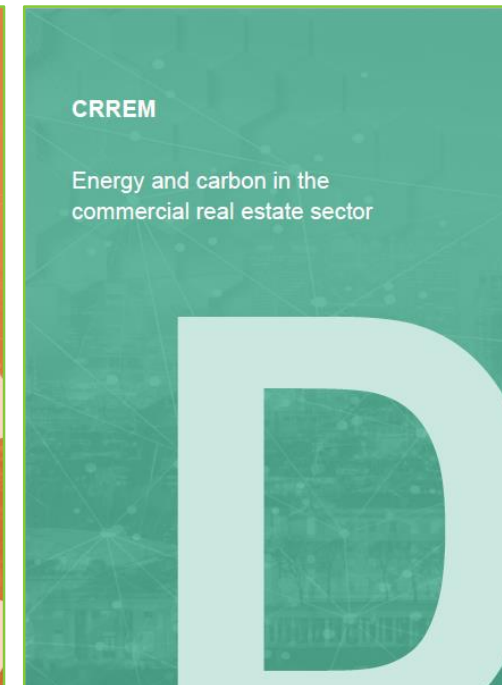 CRREM
Energy and carbon in the
commercial real estate sector
D